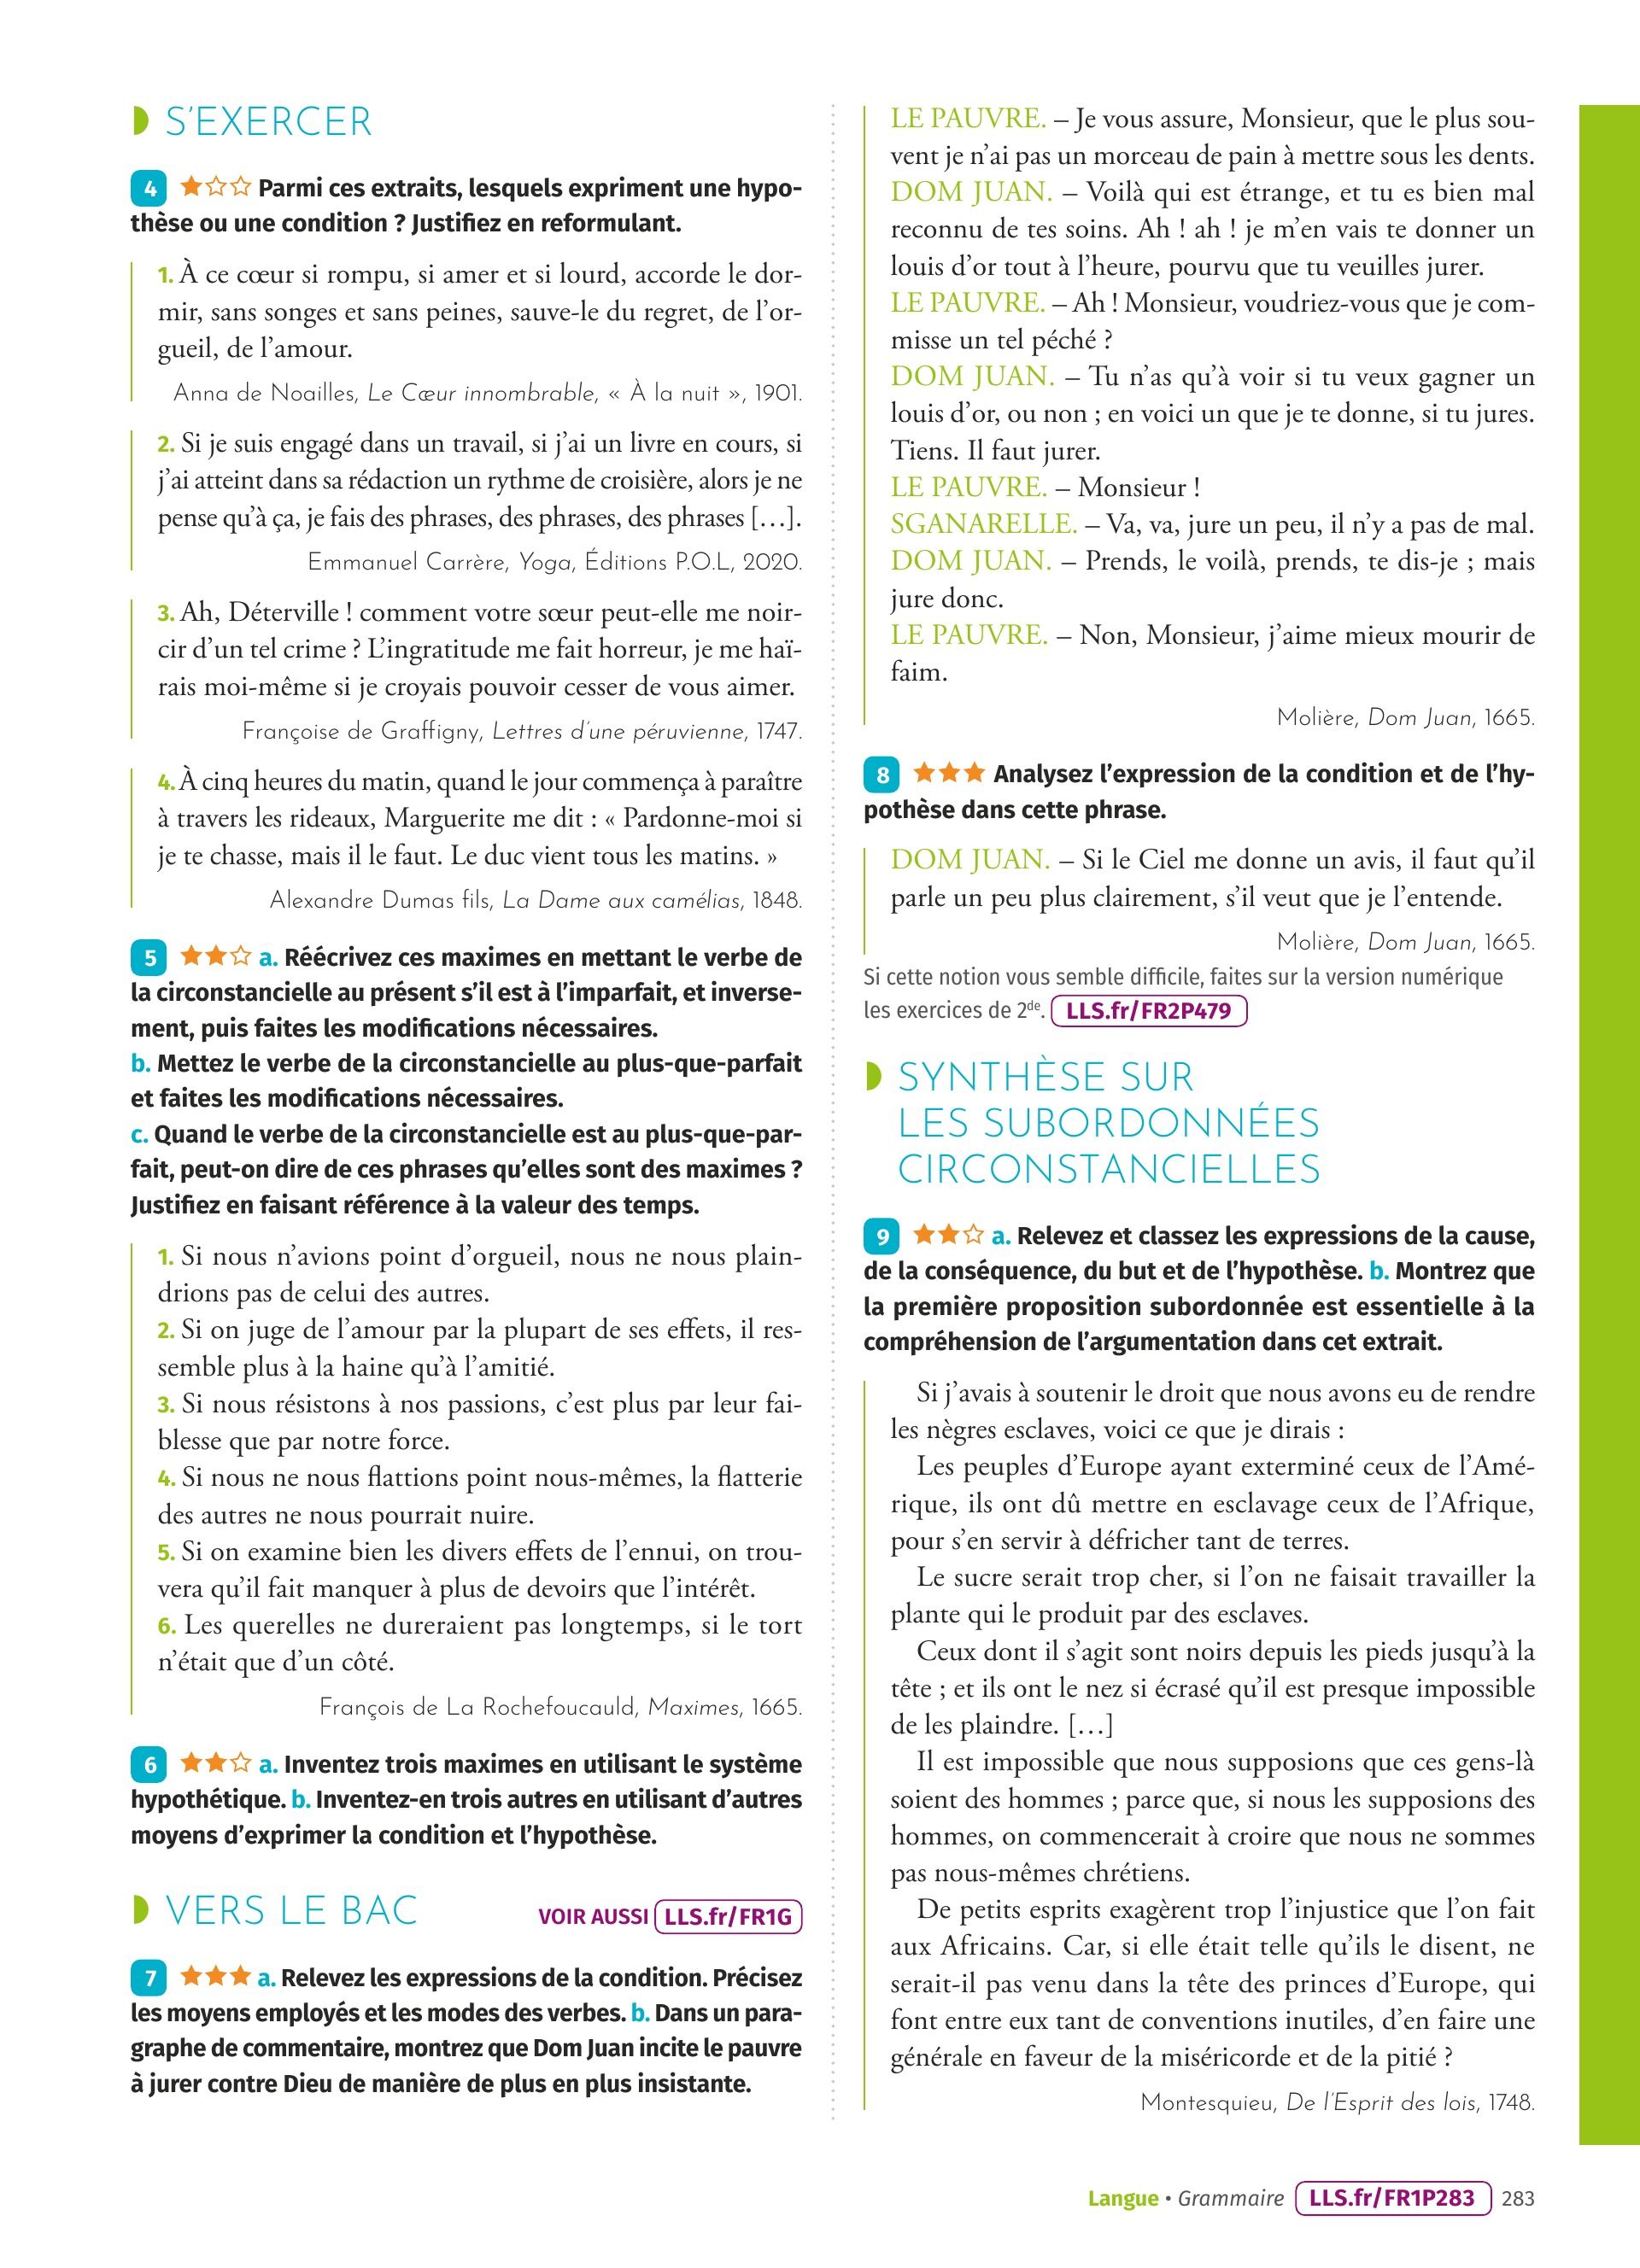 S'EXERCER
4 ★☆☆ Parmi ces extraits, lesquels expriment une hypo-
thèse ou une condition ? Justifiez en reformulant.
1. À ce cœur si rompu, si amer et si lourd, accorde le dor-
mir, sans songes et sans peines, sauve-le du regret, de l'or-
gueil, de l'amour.
Anna de Noailles, Le Cœur innombrable, « À la nuit », 1901.
2. Si je suis engagé dans un travail, si j'ai un livre en cours, si
j'ai atteint dans sa rédaction un rythme de croisière, alors je ne
pense qu'à ça, je fais des phrases, des phrases, des phrases […].
Emmanuel Carrère, Yoga, Éditions P.O.L, 2020.
3. Ah, Déterville ! comment votre sœur peut-elle me noir-
cir d'un tel crime ? L'ingratitude me fait horreur, je me haï-
rais moi-même si je croyais pouvoir cesser de vous aimer.
Françoise de Graffigny, Lettres d'une péruvienne, 1747.
4. À cinq heures du matin, quand le jour commença à paraître
à travers les rideaux, Marguerite me dit : « Pardonne-moi si
je te chasse, mais il le faut. Le duc vient tous les matins. »
Alexandre Dumas fils, La Dame aux camélias, 1848.
5 ★★☆ a. Réécrivez ces maximes en mettant le verbe de
la circonstancielle au présent s'il est à l'imparfait, et inverse-
ment, puis faites les modifications nécessaires.
b. Mettez le verbe de la circonstancielle au plus-que-parfait
et faites les modifications nécessaires.
c. Quand le verbe de la circonstancielle est au plus-que-par-
fait, peut-on dire de ces phrases qu'elles sont des maximes ?
Justifiez en faisant référence à la valeur des temps.
1. Si nous n'avions point d'orgueil, nous ne nous plain-
drions pas de celui des autres.
2. Si on juge de l'amour par la plupart de ses effets, il res-
semble plus à la haine qu'à l'amitié.
3. Si nous résistons à nos passions, c'est plus par leur fai-
blesse que par notre force.
4. Si nous ne nous flattions point nous-mêmes, la flatterie
des autres ne nous pourrait nuire.
5. Si on examine bien les divers effets de l'ennui, on trou-
vera qu'il fait manquer à plus de devoirs que l'intérêt.
6. Les querelles ne dureraient pas longtemps, si le tort
n'était que d'un côté.
François de La Rochefoucauld, Maximes, 1665.
6 ★★☆ a. Inventez trois maximes en utilisant le système
hypothétique. b. Inventez-en trois autres en utilisant d'autres
moyens d'exprimer la condition et l'hypothèse.
VERS LE BAC VOIR AUSSI LLS.fr/FR1G
7 ★★★ a. Relevez les expressions de la condition. Précisez
les moyens employés et les modes des verbes. b. Dans un para-
graphe de commentaire, montrez que Dom Juan incite le pauvre
à jurer contre Dieu de manière de plus en plus insistante.
LE PAUVRE. – Je vous assure, Monsieur, que le plus sou-
vent je n'ai pas un morceau de pain à mettre sous les dents.
DOM JUAN. – Voilà qui est étrange, et tu es bien mal
reconnu de tes soins. Ah ! ah ! je m'en vais te donner un
louis d'or tout à l'heure, pourvu que tu veuilles jurer.
LE PAUVRE. – Ah ! Monsieur, voudriez-vous que je com-
misse un tel péché ?
DOM JUAN. – Tu n'as qu'à voir si tu veux gagner un
louis d'or, ou non ; en voici un que je te donne, si tu jures.
Tiens. Il faut jurer.
LE PAUVRE. – Monsieur !
SGANARELLE. – Va, va, jure un peu, il n'y a pas de mal.
DOM JUAN. – Prends, le voilà, prends, te dis-je ; mais
jure donc.
LE PAUVRE. – Non, Monsieur, j'aime mieux mourir de
faim.
Molière, Dom Juan, 1665.
8 ★★★ Analysez l'expression de la condition et de l'hy-
pothèse dans cette phrase.
DOM JUAN. – Si le Ciel me donne un avis, il faut qu'il
parle un peu plus clairement, s'il veut que je l'entende.
Molière, Dom Juan, 1665.
Si cette notion vous semble difficile, faites sur la version numérique
les exercices de 2de. LLS.fr/FR2P479
SYNTHÈSE SUR
LES SUBORDONNÉES
CIRCONSTANCIELLES
9 ★★☆ a. Relevez et classez les expressions de la cause,
de la conséquence, du but et de l'hypothèse. b. Montrez que
la première proposition subordonnée est essentielle à la
compréhension de l'argumentation dans cet extrait.
Si j'avais à soutenir le droit que nous avons eu de rendre
les nègres esclaves, voici ce que je dirais :
Les peuples d'Europe ayant exterminé ceux de l'Amé-
rique, ils ont dû mettre en esclavage ceux de l'Afrique,
pour s'en servir à défricher tant de terres.
Le sucre serait trop cher, si l'on ne faisait travailler la
plante qui le produit par des esclaves.
Ceux dont il s'agit sont noirs depuis les pieds jusqu'à la
tête ; et ils ont le nez si écrasé qu'il est presque impossible
de les plaindre. […]
Il est impossible que nous supposions que ces gens-là
soient des hommes ; parce que, si nous les supposions des
hommes, on commencerait à croire que nous ne sommes
pas nous-mêmes chrétiens.
De petits esprits exagèrent trop l'injustice que l'on fait
aux Africains. Car, si elle était telle qu'ils le disent, ne
serait-il pas venu dans la tête des princes d'Europe, qui
font entre eux tant de conventions inutiles, d'en faire une
générale en faveur de la miséricorde et de la pitié ?
Montesquieu, De l'Esprit des lois, 1748.
Langue • Grammaire LLS.fr/FR1P283 283